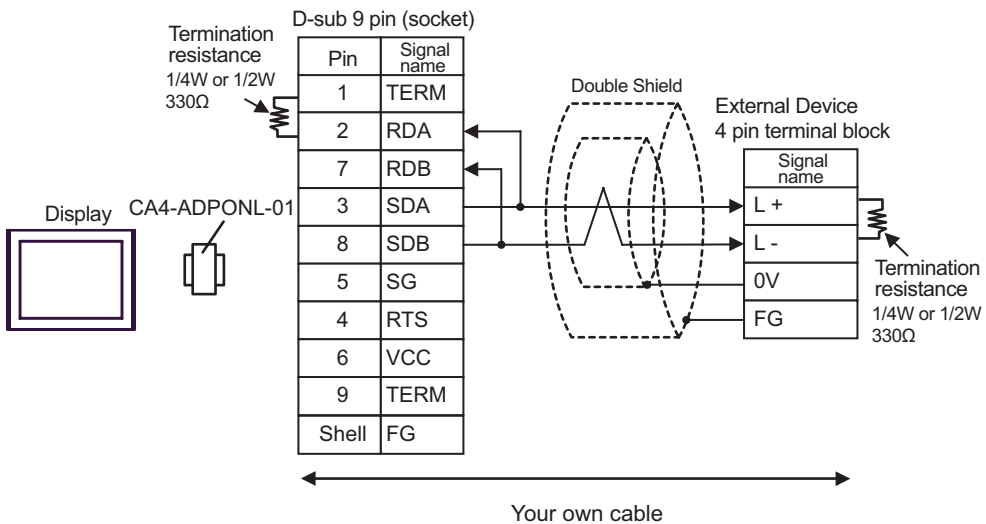 D-sub 9 pin (socket)
Termination
resistance
1/4W or 1/2W
330Ω
Pin
Signal
name
1 TERM
2 RDA
7 RDB
3 SDA
8 SDB
5 SG
4 RTS
6 VCC
9 TERM
Shell FG
Display
CA4-ADPONL-01
Double Shield
External Device
4 pin terminal block
Signal
name
L +
L -
0V
FG
Termination
resistance
1/4W or 1/2W
330Ω
Your own cable